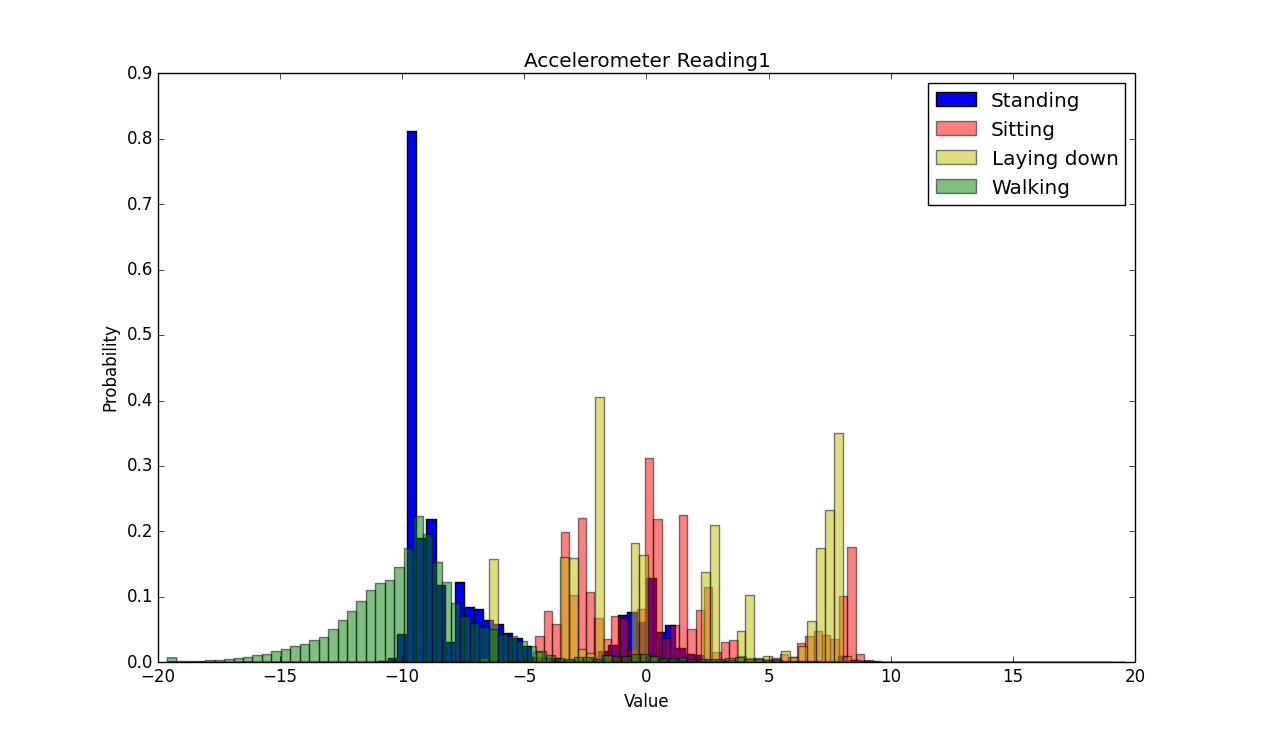 Accelerometer Reading1
Standing
Sitting
Laying down
Walking
Probability
0.9
0.8
0.7
0.6
0.5
0.4
0.3
0.2
0.1
0.0
−20 −15 −10 −5 0 5 10 15 20
Value